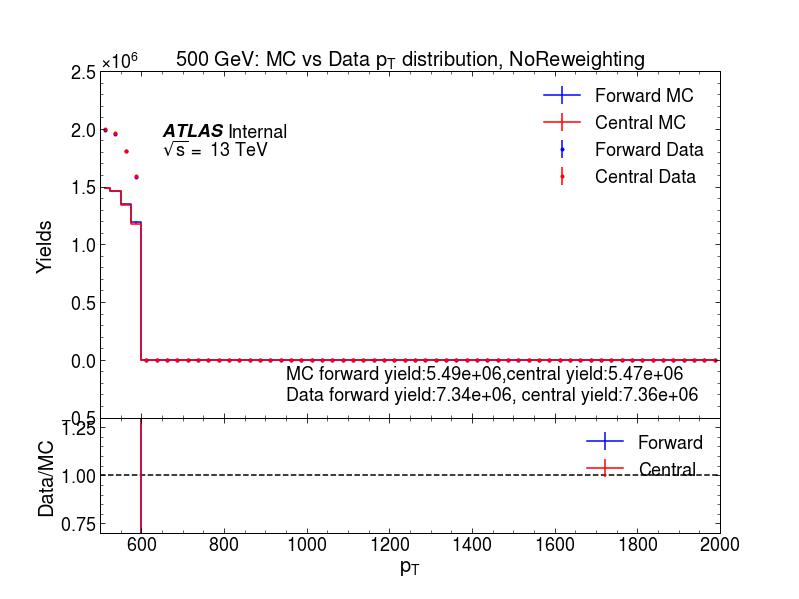 ×10⁶
500 GeV: MC vs Data p_T distribution, NoReweighting
2.5
2.0
1.5
1.0
0.5
0.0
0.5
Yields
ATLAS Internal
√s = 13 TeV
Forward MC
Central MC
Forward Data
Central Data
MC forward yield:5.49e+06,central yield:5.47e+06
Data forward yield:7.34e+06, central yield:7.36e+06
1.25
1.00
0.75
Data/MC
Forward
Central
600 800 1000 1200 1400 1600 1800 2000
p_T